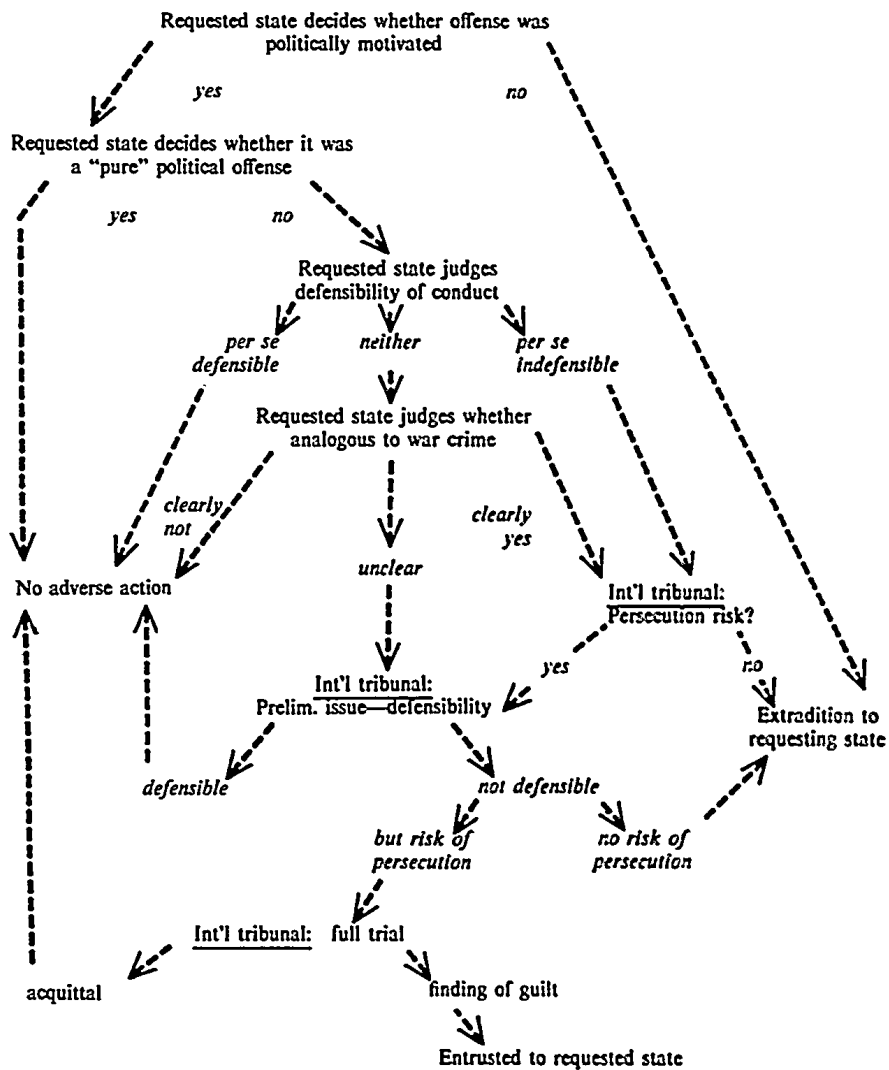 Requested state decides whether offense was
politically motivated
yes
no
Requested state decides whether it was
a “pure” political offense
yes
no
Requested state judges
defensibility of conduct
per se
defensible
neither
per se
indefensible
Requested state judges whether
analogous to war crime
clearly
not
unclear
clearly
yes
No adverse action
Int'l tribunal:
Persecution risk?
yes
no
Int'l tribunal:
Prelim. issue—defensibility
Extradition to
requesting state
defensible
not defensible
but risk of
persecution
no risk of
persecution
Int'l tribunal: full trial
acquittal
finding of guilt
Entrusted to requested state